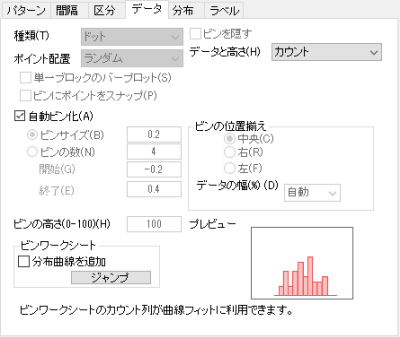 パターン 間隔 区分 データ 分布 ラベル
種類(T) ドット ビンを隠す
ポイント配置 ランダム データと高さ(H) カウント
単一ブロックのバープロット(S)
ビンにポイントをスナップ(P)
自動ビン化(A)
ビンサイズ(B) 0.2
ビンの数(N) 4
開始(G) -0.2
終了(E) 0.4
ビンの位置揃え
中央(C)
右(R)
左(F)
データの幅(%) (D) 自動
ビンの高さ(0-100)(H) 100 プレビュー
ビンワークシート
分布曲線を追加
ジャンプ
ビンワークシートのカウント列が曲線フィットに利用できます。